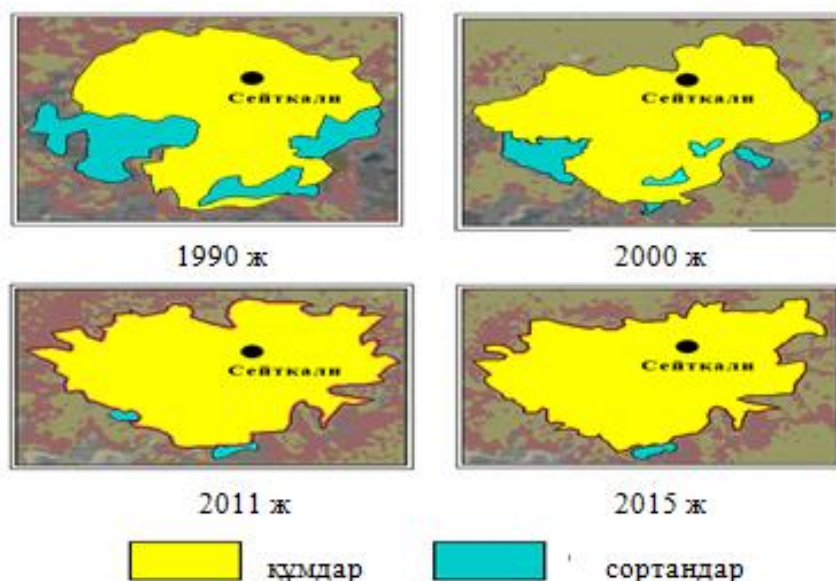 Сейткали
Сейткали
1990 ж
2000 ж
Сейткали
Сейткали
2011 ж
2015 ж
құмдар
сортандар